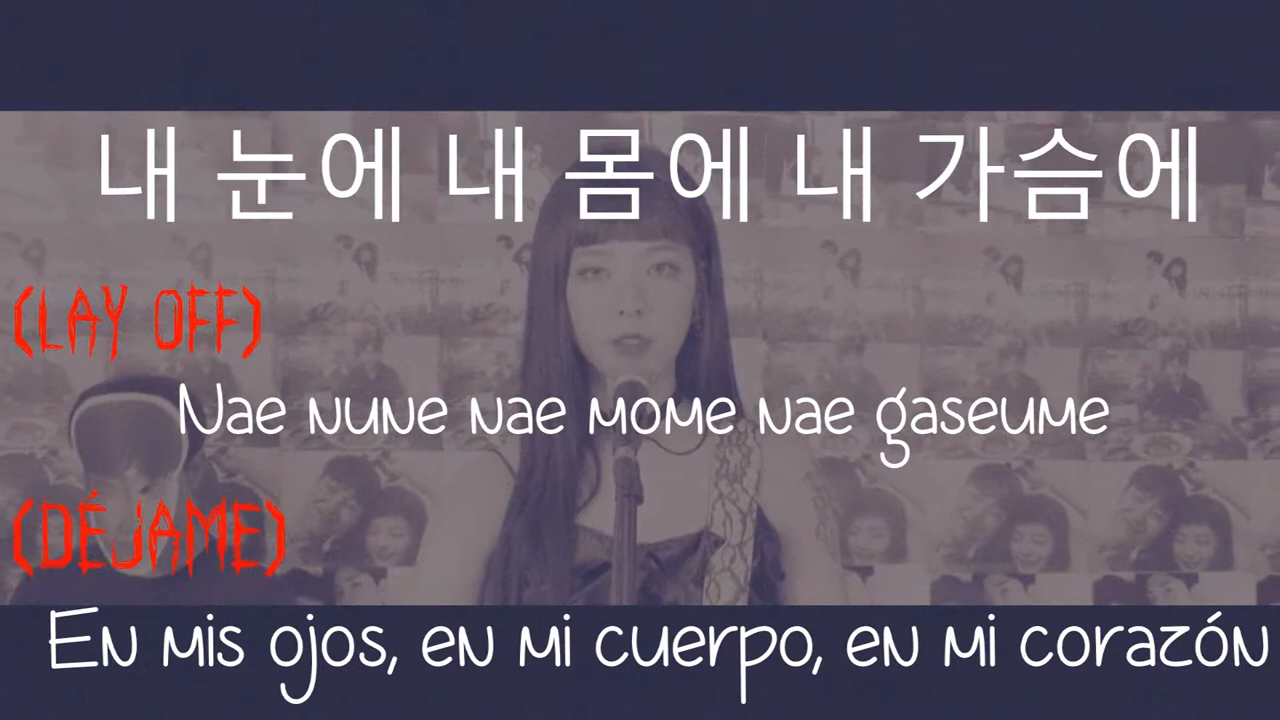 내 눈에 내 몸에 내 가슴에
(LAY OFF)
Nae nune nae mome nae gaseume
(DÉJAME)
En mis ojos, en mi cuerpo, en mi corazón